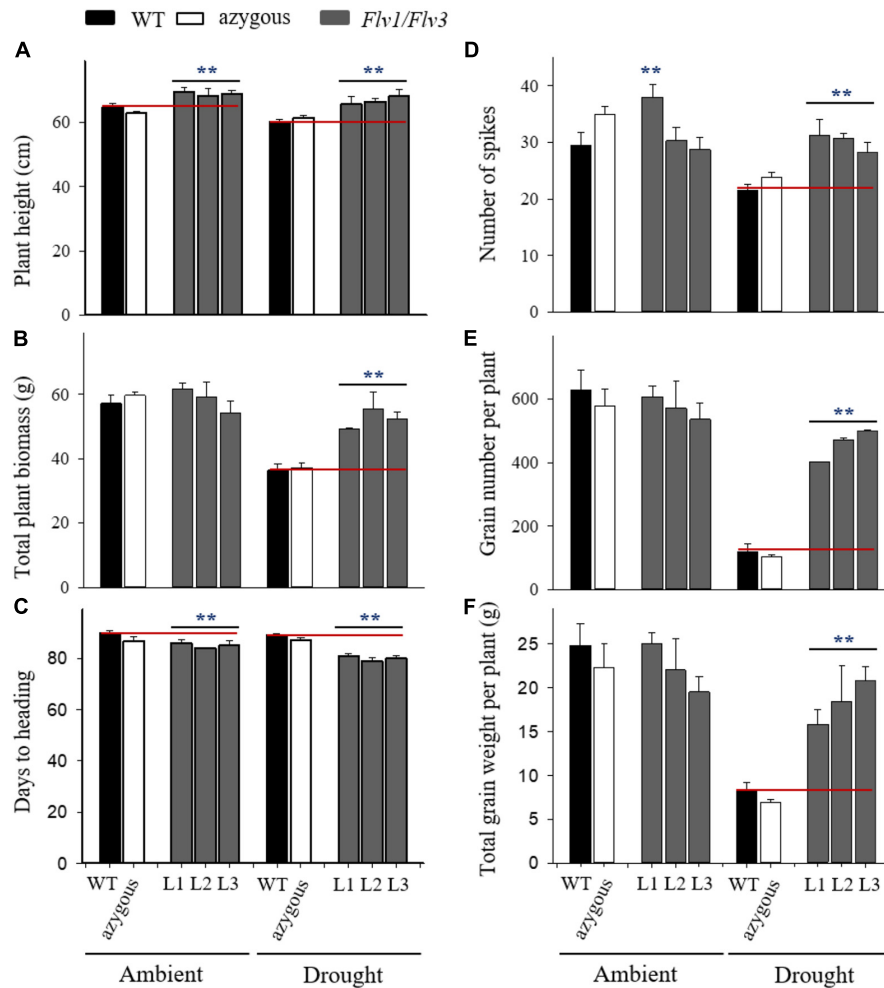 WT azygous Flv1/Flv3
A
**
**
60
40
20
0
Plant height (cm)
B
**
60
40
20
0
Total plant biomass (g)
C
**
**
80
60
40
20
0
Days to heading
WT azygous L1 L2 L3 WT azygous L1 L2 L3
Ambient Drought
D
**
**
40
30
20
10
0
Number of spikes
E
**
600
400
200
0
Grain number per plant
F
**
25
20
15
10
5
0
Total grain weight per plant (g)
WT azygous L1 L2 L3 WT azygous L1 L2 L3
Ambient Drought